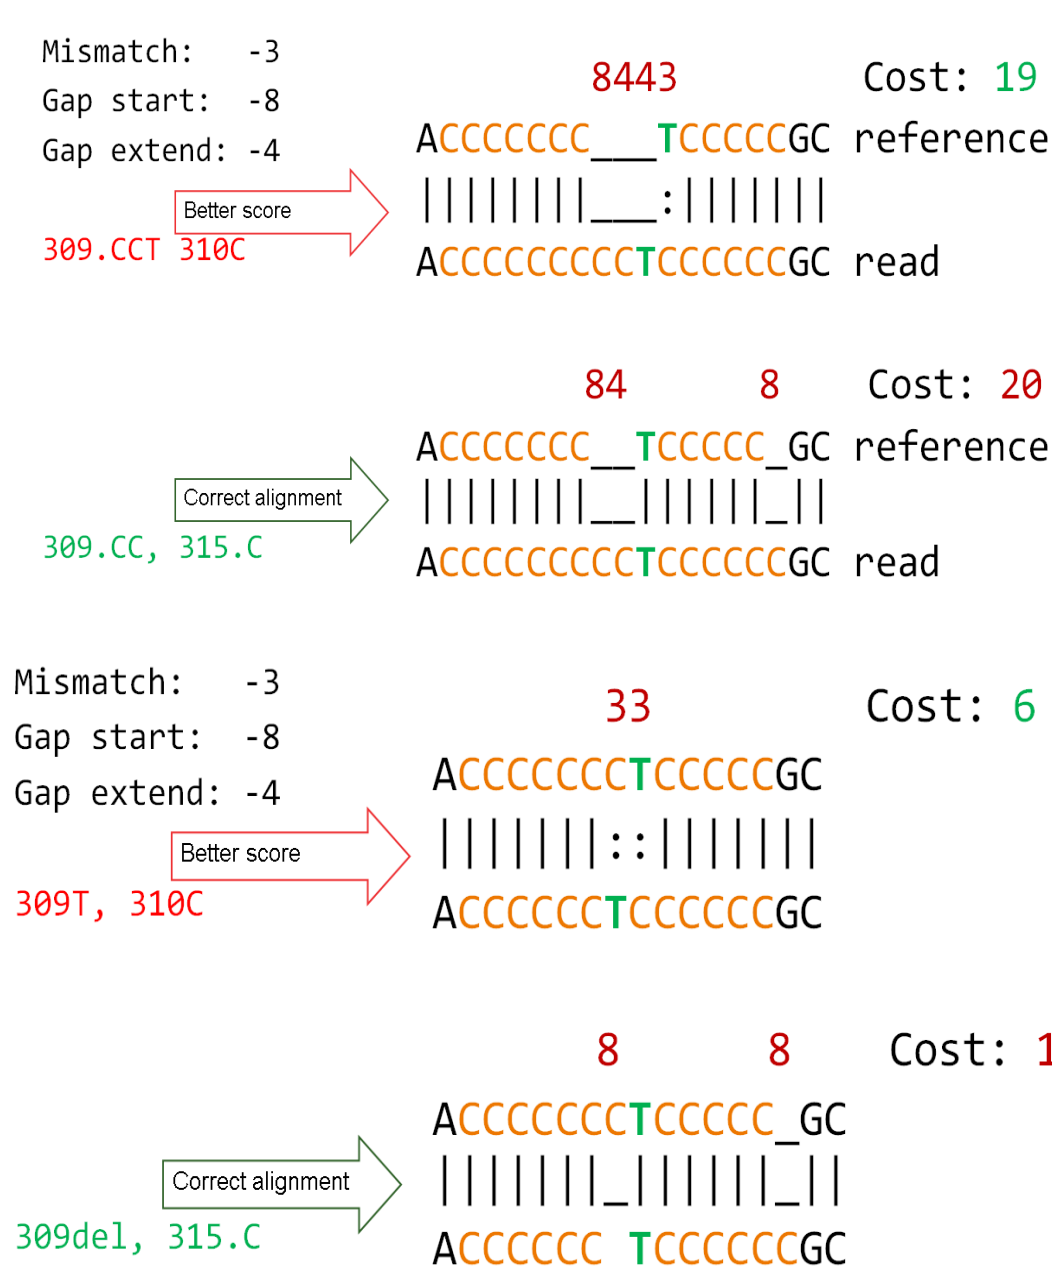 Mismatch: -3
Gap start: -8
Gap extend: -4
8443 Cost: 19
ACCCCCCC___TCCCCCGC reference
||||||||___:|||||||
Better score
309.CCT 310C
ACCCCCCCCCTCCCCCCGC read
84 8 Cost: 20
ACCCCCCC__TCCCCC_GC reference
||||||||__||||||_||
Correct alignment
309.CC, 315.C
ACCCCCCCCCTCCCCCCGC read
Mismatch: -3
Gap start: -8
Gap extend: -4
33 Cost: 6
ACCCCCCCTCCCCCGC
|||||||::|||||||
Better score
309T, 310C
ACCCCCCTCCCCCCGC
8 8 Cost: 1
ACCCCCCCTCCCCC_GC
|||||||_||||||_||
Correct alignment
309del, 315.C
ACCCCCC TCCCCCCGC